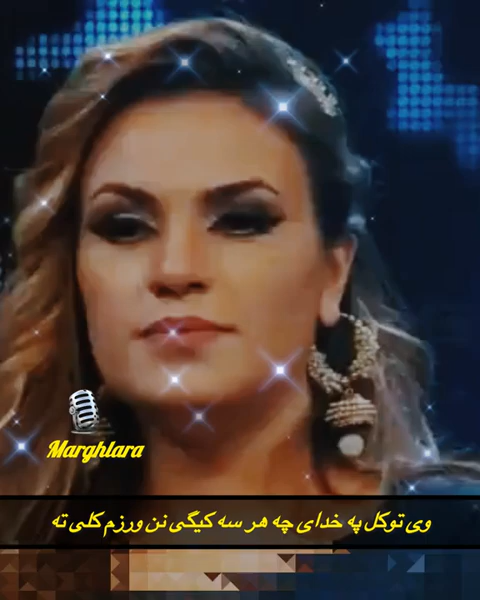 Marghlara
وی توکل په خدای چه هر سه کیگی نن ورزم کلی ته